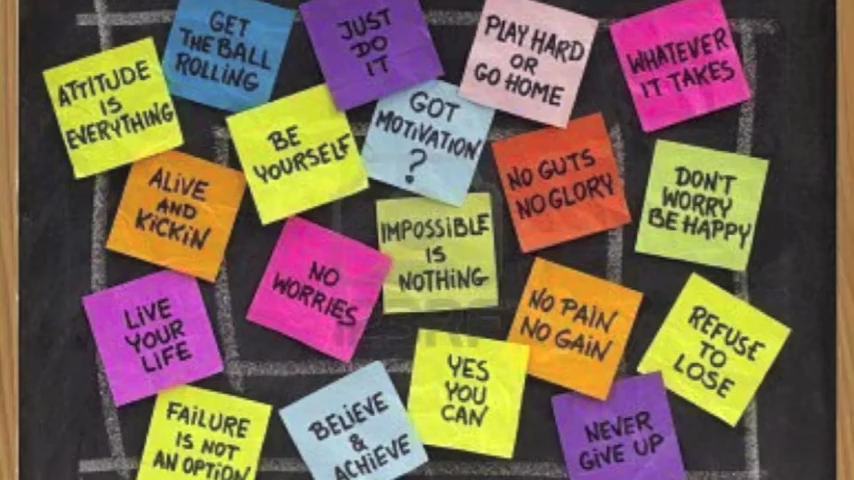 GET
THE BALL
ROLLING
JUST
DO
IT
PLAY HARD
OR
GO HOME
WHATEVER
IT TAKES
ATTITUDE
IS
EVERYTHING
BE
YOURSELF
GOT
MOTIVATION
?
NO GUTS
NO GLORY
DON'T
WORRY
BE HAPPY
ALIVE
AND
KICKIN
NO
WORRIES
IMPOSSIBLE
IS
NOTHING
NO PAIN
NO GAIN
REFUSE
TO
LOSE
LIVE
YOUR
LIFE
YES
YOU
CAN
FAILURE
IS NOT
AN OPTION
BELIEVE
&
ACHIEVE
NEVER
GIVE UP